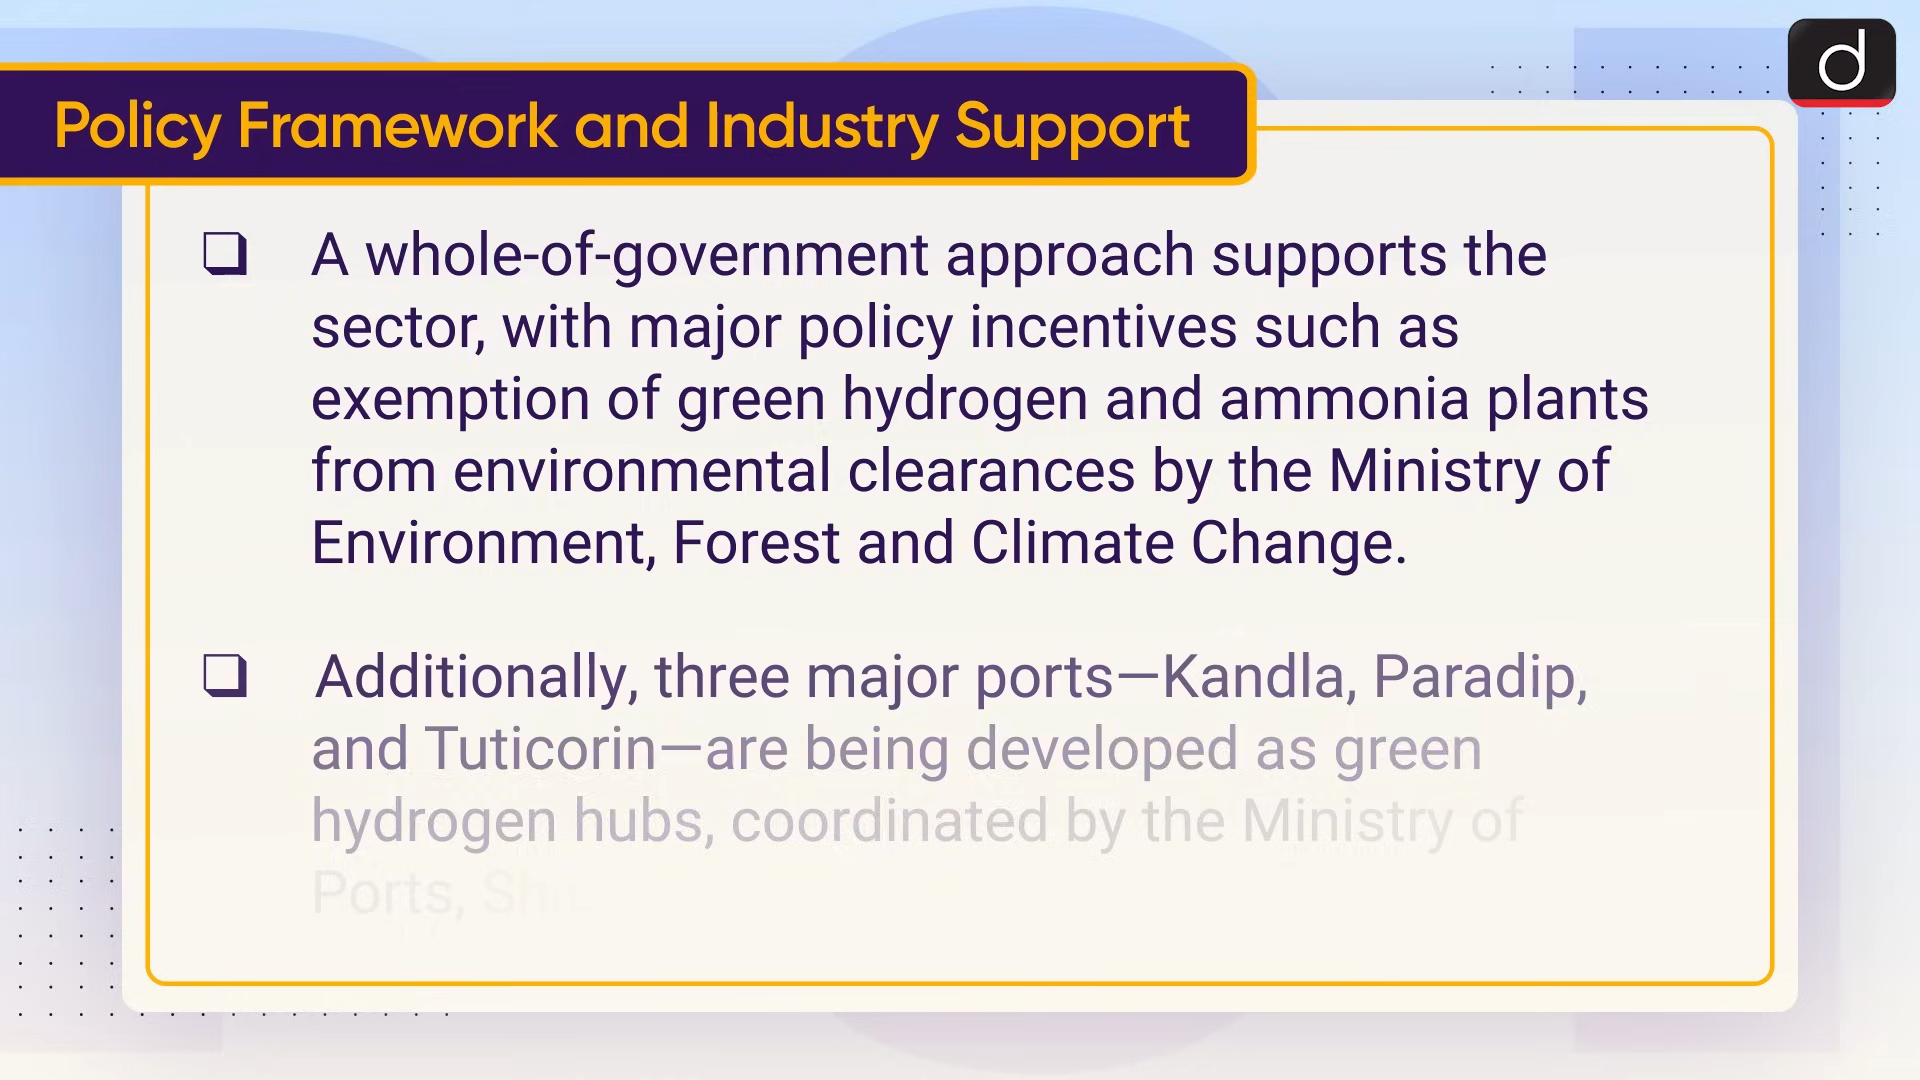 d
Policy Framework and Industry Support
❑ A whole-of-government approach supports the
sector, with major policy incentives such as
exemption of green hydrogen and ammonia plants
from environmental clearances by the Ministry of
Environment, Forest and Climate Change.
❑ Additionally, three major ports—Kandla, Paradip,
and Tuticorin—are being developed as green
hydrogen hubs, coordinated by the Ministry of
Ports,